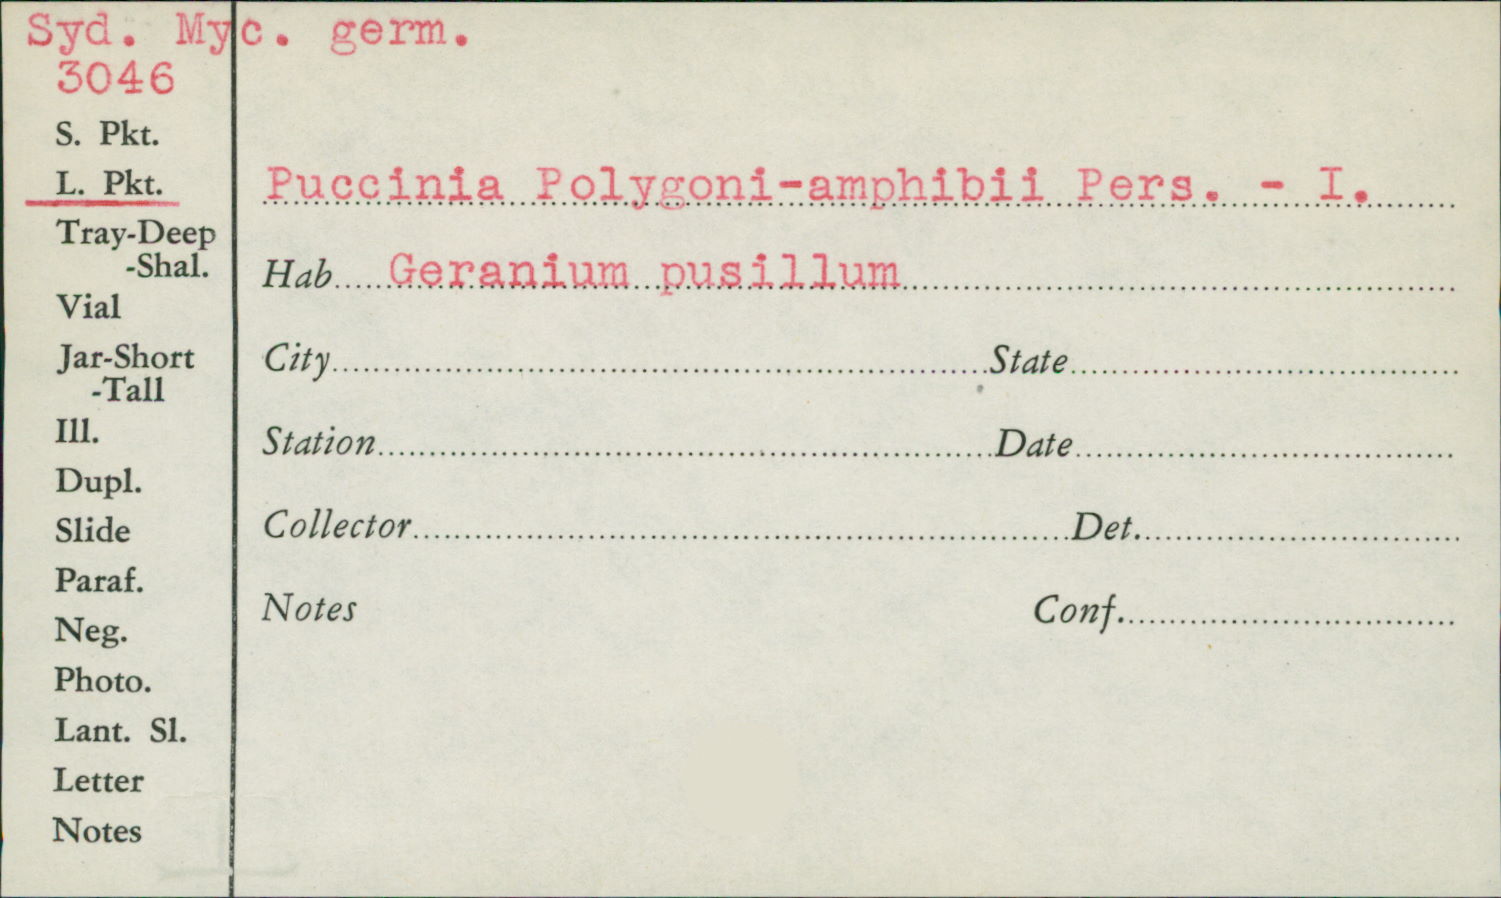 Syd. Myc. germ.
3046
S. Pkt.
L. Pkt.
Tray-Deep
-Shal.
Vial
Jar-Short
-Tall
Ill.
Dupl.
Slide
Paraf.
Neg.
Photo.
Lant. Sl.
Letter
Notes
Puccinia Polygoni-amphibii Pers. - I.
Hab Geranium pusillum
City State
Station Date
Collector Det.
Notes Conf.